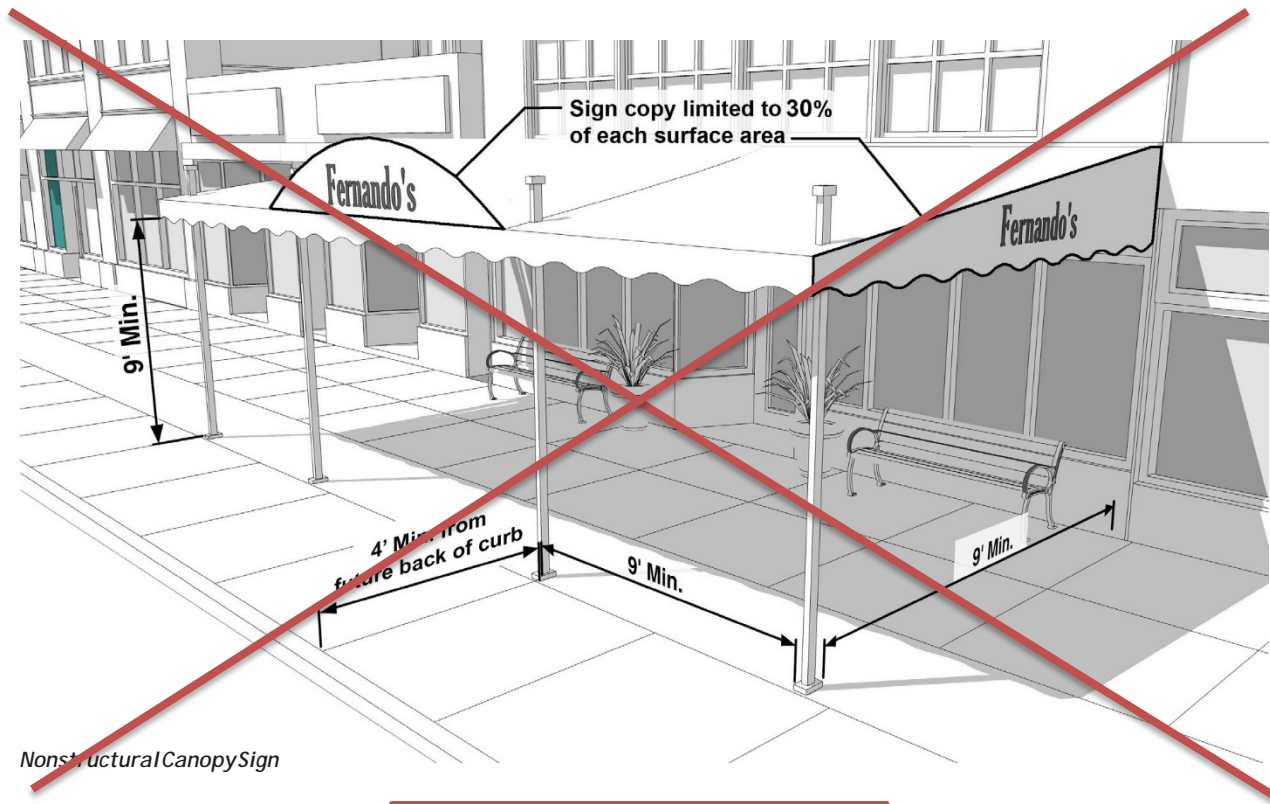 Sign copy limited to 30%
of each surface area
Fernando's
Fernando's
9' Min.
4' Min. from
future back of curb
9' Min.
9' Min.
Nonstructural Canopy Sign